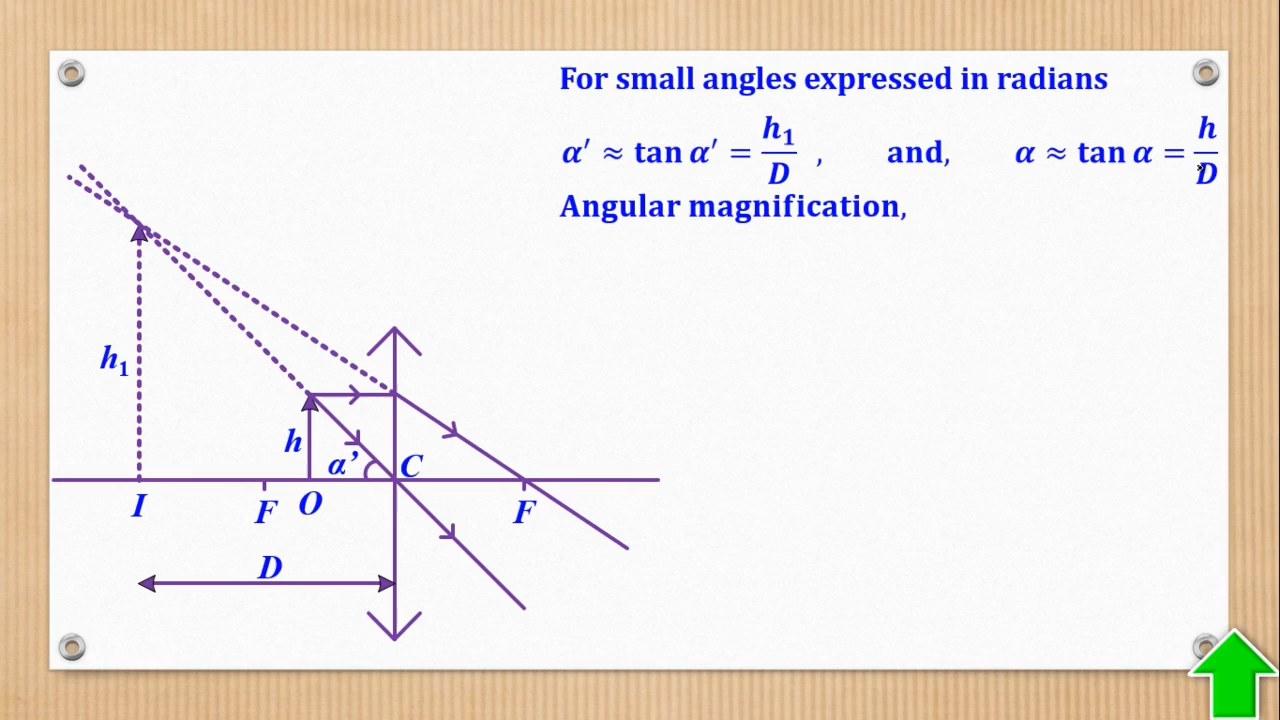 For small angles expressed in radians
α′ ≈ tan α′ = h₁/D , and, α ≈ tan α = h/D
Angular magnification,
h₁
h
α’
C
I
F
O
F
D